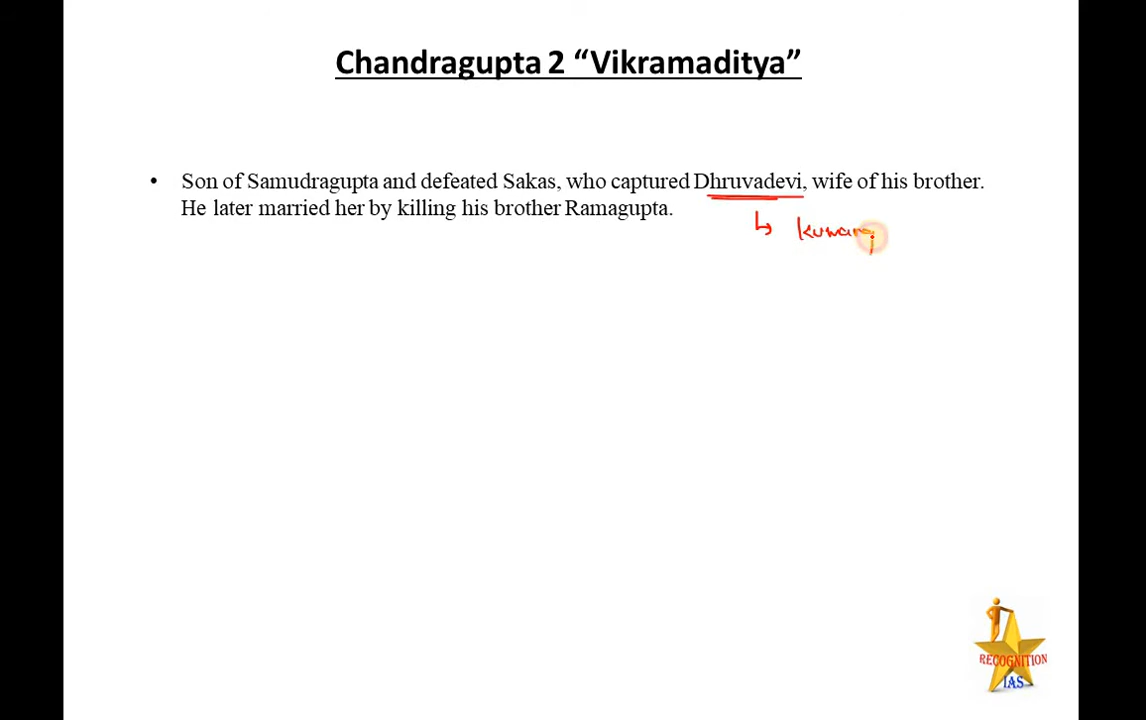 Chandragupta 2 “Vikramaditya”
• Son of Samudragupta and defeated Sakas, who captured Dhruvadevi, wife of his brother.
He later married her by killing his brother Ramagupta.
RECOGNITION
IAS